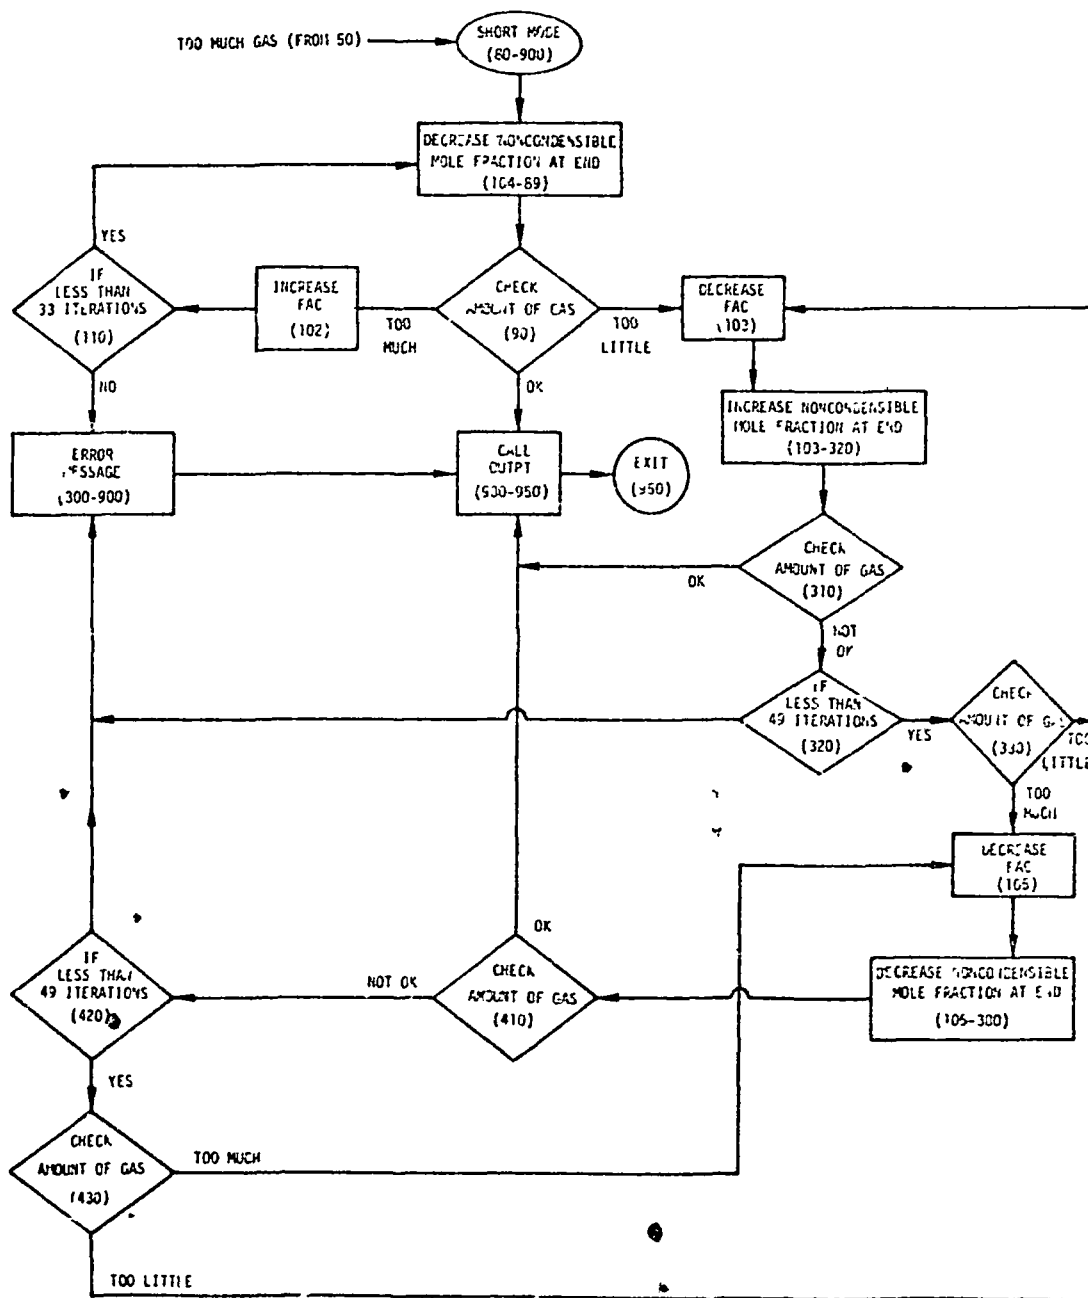 TOO MUCH GAS (FROM 50)
SHORT MODE
(80-900)
DECREASE NONCONDENSIBLE
MOLE FRACTION AT END
(104-89)
YES
IF
LESS THAN
33 ITERATIONS
(110)
INCREASE
FAC
(102)
TOO
MUCH
CHECK
AMOUNT OF GAS
(90)
TOO
LITTLE
DECREASE
FAC
(103)
NO
OK
INCREASE NONCONDENSIBLE
MOLE FRACTION AT END
(103-320)
ERROR
MESSAGE
(300-900)
CALL
OUTPT
(900-950)
EXIT
(950)
CHECK
AMOUNT OF GAS
(310)
OK
NOT
OK
IF
LESS THAN
49 ITERATIONS
(320)
YES
CHECK
AMOUNT OF GAS
(330)
TOO
LITTLE
TOO
MUCH
DECREASE
FAC
(105)
OK
IF
LESS THAN
49 ITERATIONS
(420)
NOT OK
CHECK
AMOUNT OF GAS
(410)
DECREASE NONCONDENSIBLE
MOLE FRACTION AT END
(105-300)
YES
CHECK
AMOUNT OF GAS
(430)
TOO MUCH
TOO LITTLE